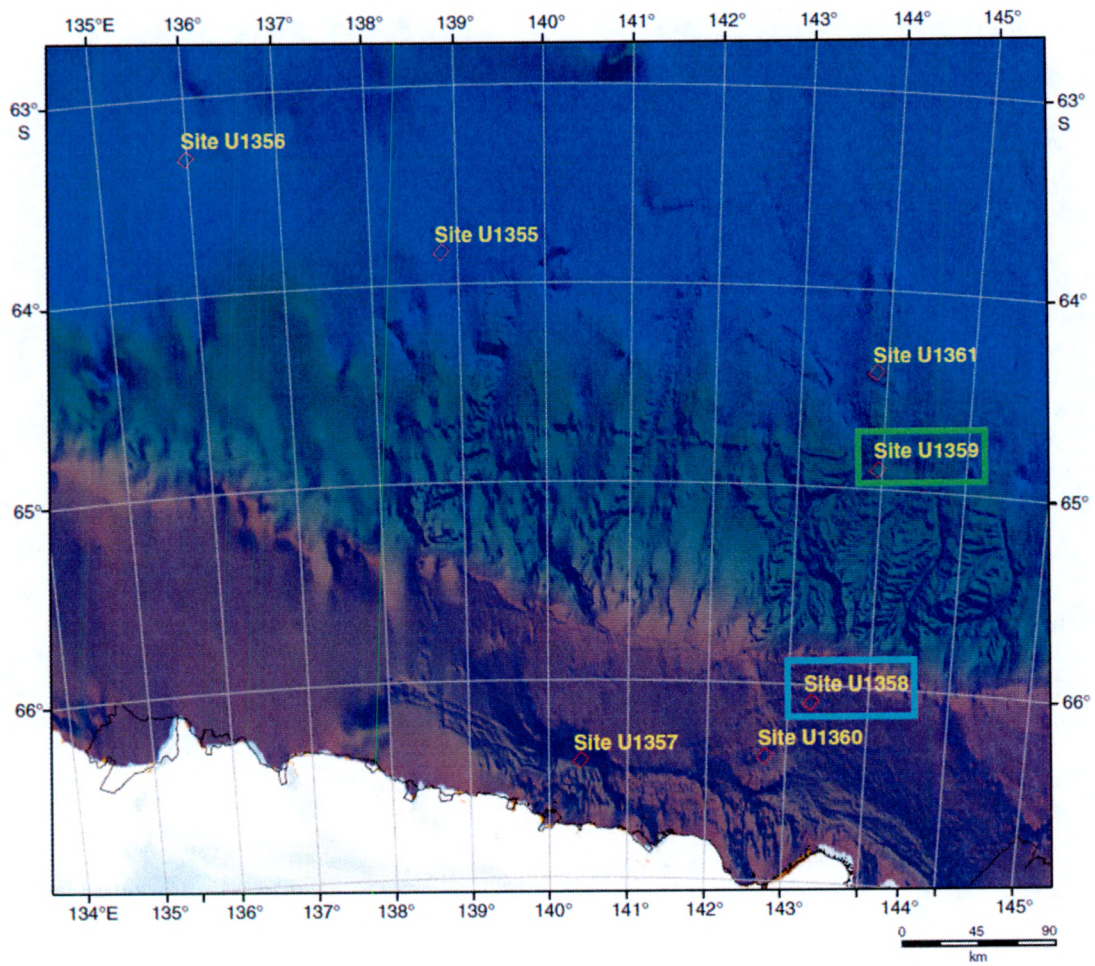 135°E 136° 137° 138° 139° 140° 141° 142° 143° 144° 145°
63° S
63° S
Site U1356
Site U1355
64°
64°
Site U1361
Site U1359
65°
65°
Site U1358
66°
66°
Site U1357
Site U1360
134°E 135° 136° 137° 138° 139° 140° 141° 142° 143° 144° 145°
0 45 90
km